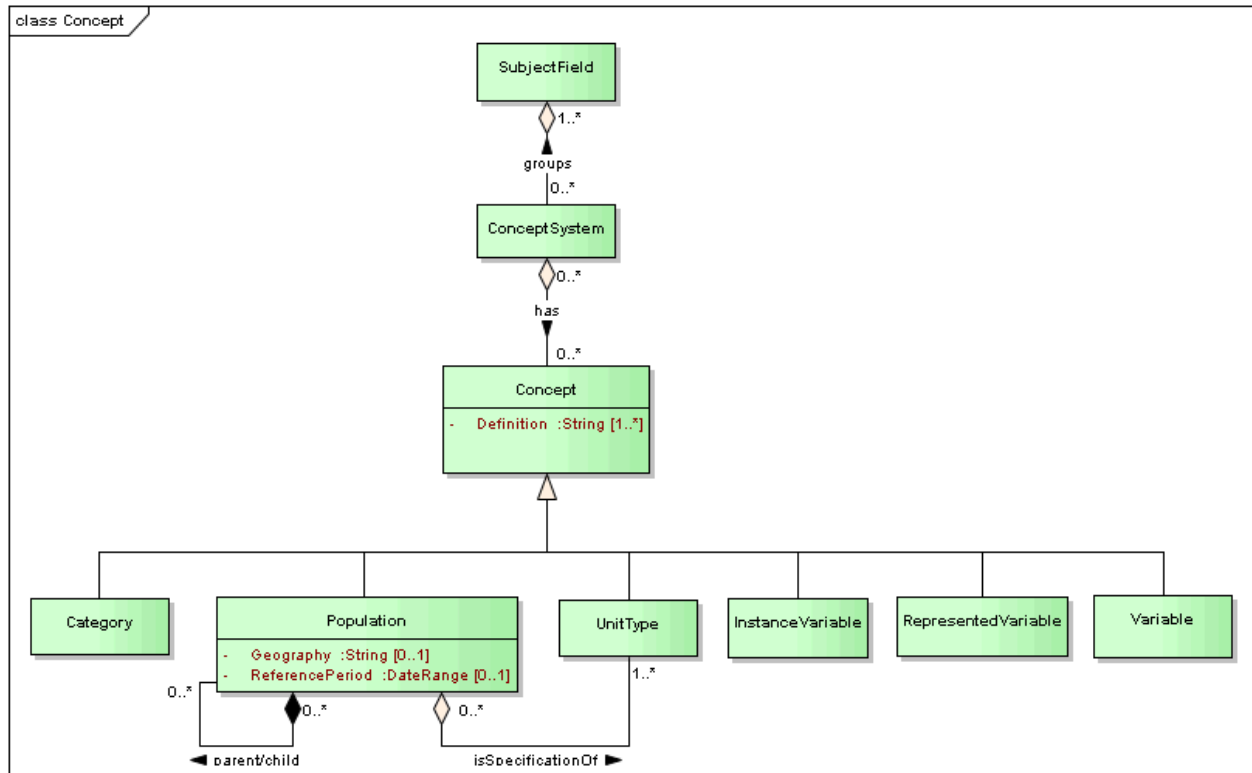 class Concept
SubjectField
1..*
groups
0..*
ConceptSystem
0..*
has
0..*
Concept
- Definition :String [1..*]
Category
Population
- Geography :String [0..1]
- ReferencePeriod :DateRange [0..1]
UnitType
InstanceVariable
RepresentedVariable
Variable
0..*
0..*
0..*
1..*
parent/child
isSpecificationOf